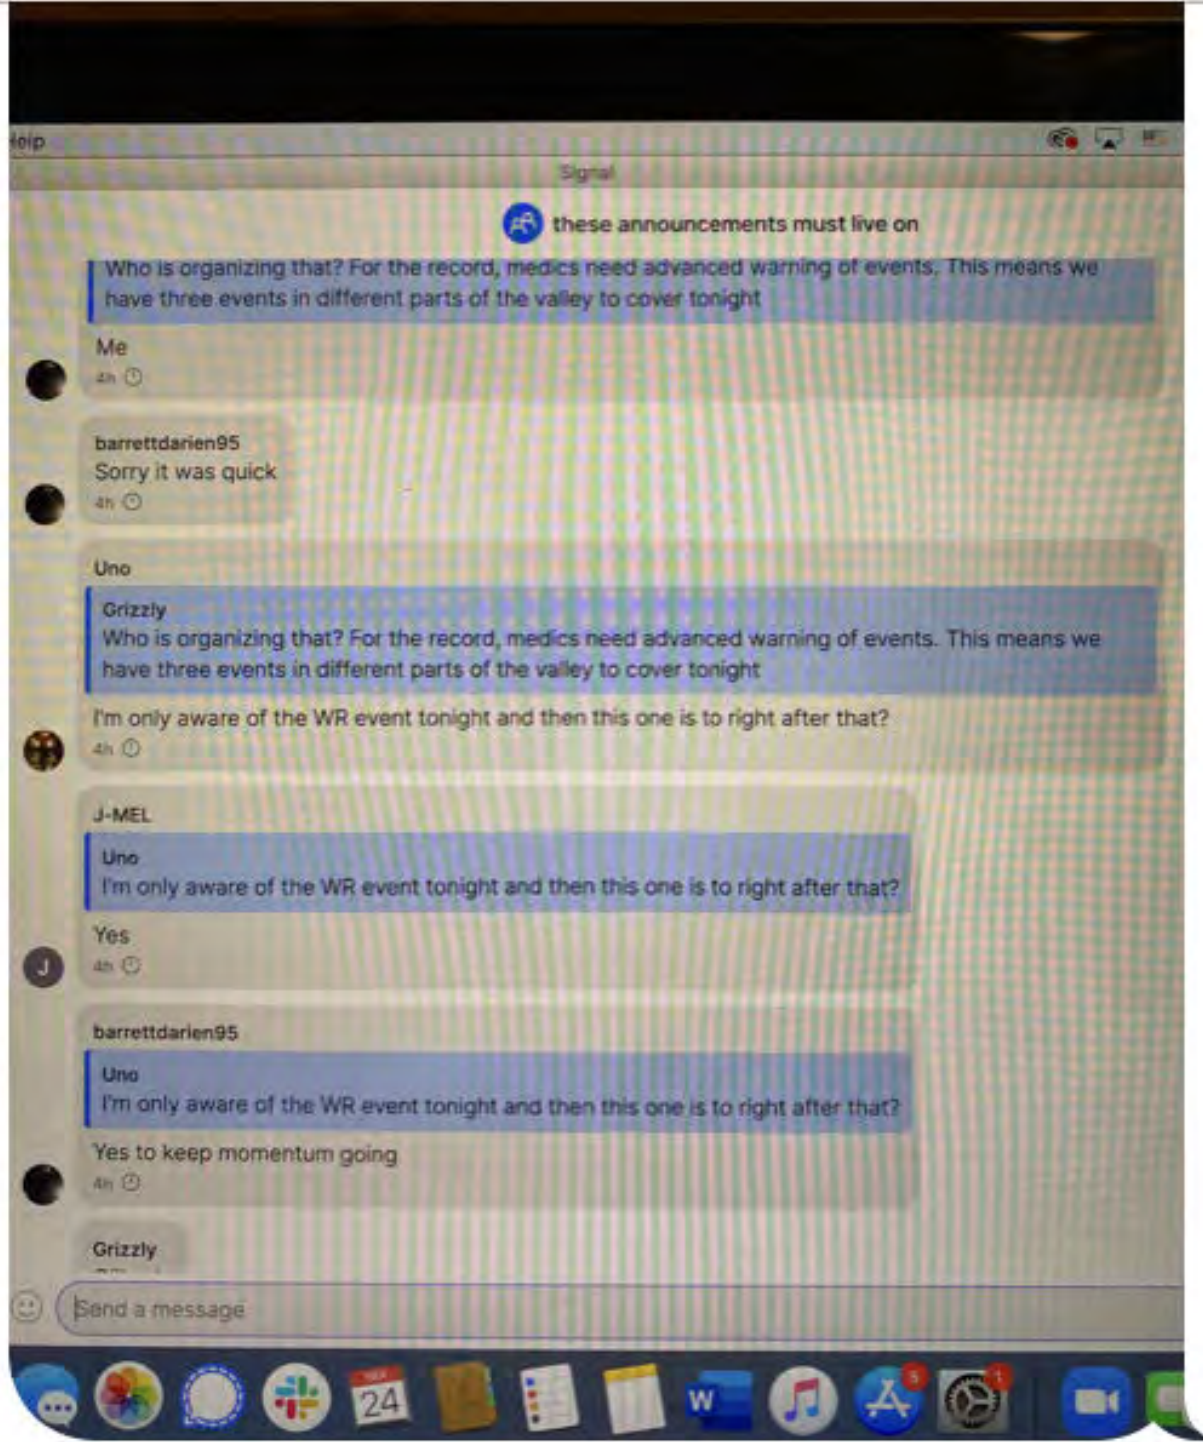 Help
Signal
these announcements must live on
Who is organizing that? For the record, medics need advanced warning of events. This means we
have three events in different parts of the valley to cover tonight
Me
4h
barrettdarien95
Sorry it was quick
4h
Uno
Grizzly
Who is organizing that? For the record, medics need advanced warning of events. This means we
have three events in different parts of the valley to cover tonight
I'm only aware of the WR event tonight and then this one is to right after that?
4h
J-MEL
Uno
I'm only aware of the WR event tonight and then this one is to right after that?
Yes
J
4h
barrettdarien95
Uno
I'm only aware of the WR event tonight and then this one is to right after that?
Yes to keep momentum going
4h
Grizzly
Send a message
24
W
5
1